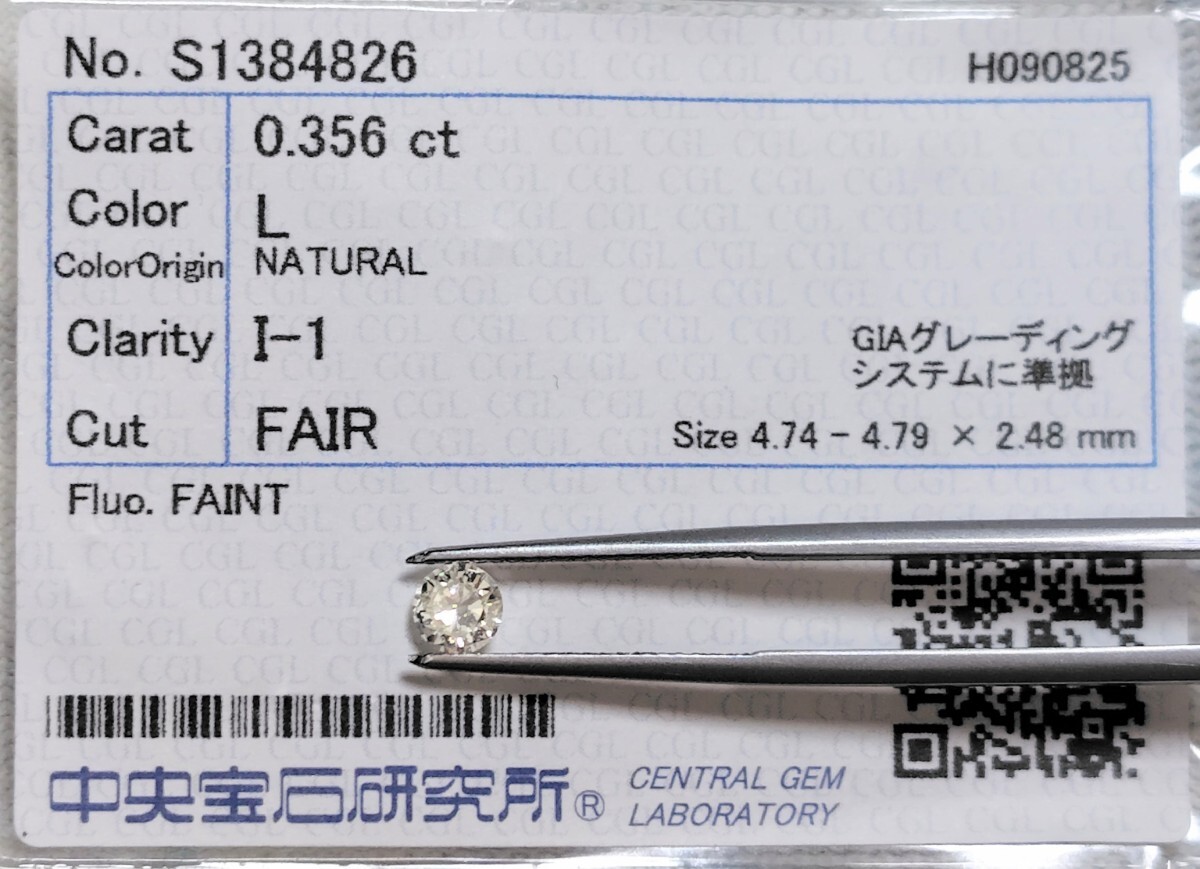 No. S1384826
H090825
Carat 0.356 ct
Color L
ColorOrigin NATURAL
Clarity I-1
GIAグレーディング
システムに準拠
Cut FAIR
Size 4.74 - 4.79 × 2.48 mm
Fluo. FAINT
中央宝石研究所®
CENTRAL GEM
LABORATORY